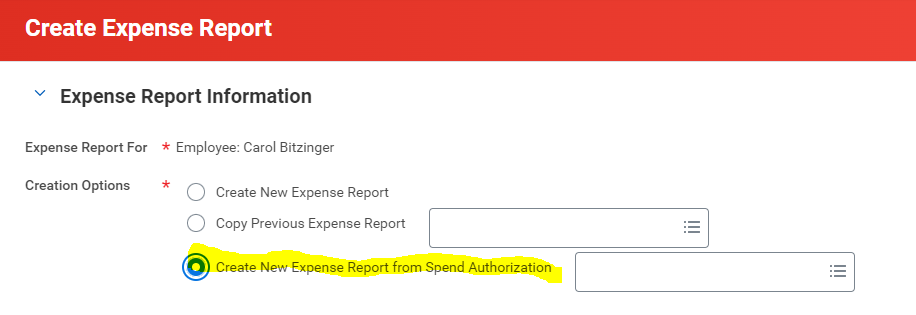 Create Expense Report
Expense Report Information
Expense Report For * Employee: Carol Bitzinger
Creation Options * Create New Expense Report
Copy Previous Expense Report
Create New Expense Report from Spend Authorization